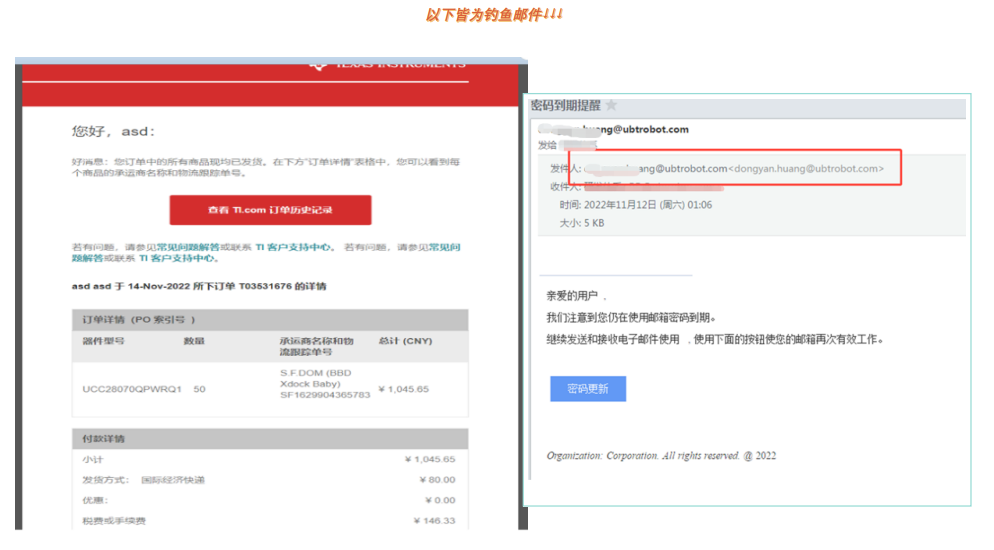 以下皆为钓鱼邮件!!!
TEXAS INSTRUMENTS
您好，asd：
好消息：您订单中的所有商品现均已发货。在下方“订单详情”表格中，您可以看到每
个商品的承运商名称和物流跟踪单号。
查看 TI.com 订单历史记录
若有问题，请参见常见问题解答或联系 TI 客户支持中心。 若有问题，请参见常见问
题解答或联系 TI 客户支持中心。
asd asd 于 14-Nov-2022 所下订单 T03531676 的详情
订单详情（PO 索引号 ）
器件型号 数量 承运商名称和物流跟踪单号 总计 (CNY)
UCC28070QPWRQ1 50 S.F.DOM (BBD Xdock Baby) SF1629904365783 ¥ 1,045.65
付款详情
小计 ¥ 1,045.65
发货方式： 国际经济快递 ¥ 80.00
优惠： ¥ 0.00
税费或手续费 ¥ 146.33
密码到期提醒
huang@ubtrobot.com
发给
发件人: ang@ubtrobot.com<dongyan.huang@ubtrobot.com>
收件人:
时间: 2022年11月12日 (周六) 01:06
大小: 5 KB
亲爱的用户，
我们注意到您仍在使用邮箱密码到期。
继续发送和接收电子邮件使用 ，使用下面的按钮使您的邮箱再次有效工作。
密码更新
Organization: Corporation. All rights reserved. @ 2022